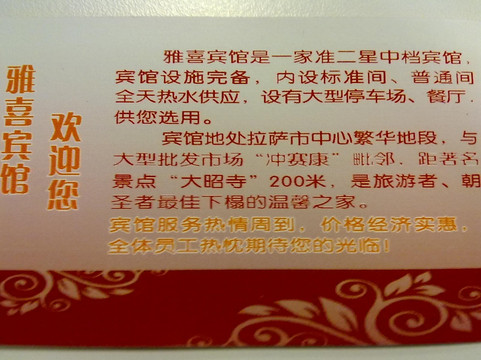 雅喜宾馆
欢迎您
雅喜宾馆是一家准二星中档宾馆,
宾馆设施完备,内设标准间、普通间
全天热水供应,设有大型停车场、餐厅,
供您选用。
宾馆地处拉萨市中心繁华地段,与
大型批发市场“冲赛康”毗邻,距著名
景点“大昭寺”200米,是旅游者、朝
圣者最佳下榻的温馨之家。
宾馆服务热情周到,价格经济实惠,
全体员工热忱期待您的光临!